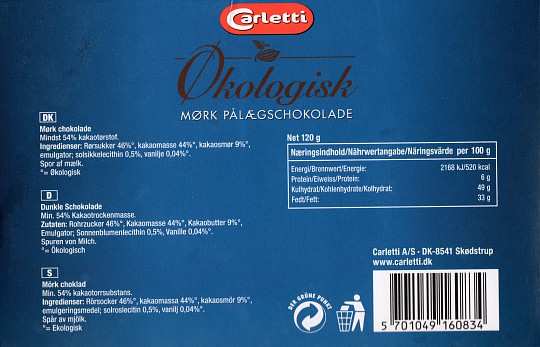 Carletti
Økologisk
MØRK PÅLÆGSCHOKOLADE
DK
Mørk chokolade
Mindst 54% kakaotørstof.
Ingredienser: Rørsukker 46%°, kakaomasse 44%°, kakaosmør 9%°,
emulgator; solsikkelecithin 0,5%, vanilje 0,04%°.
Spor af mælk.
°= Økologisk
D
Dunkle Schokolade
Min. 54% Kakaotrockenmasse.
Zutaten: Rohrzucker 46%°, Kakaomasse 44%°, Kakaobutter 9%°,
Emulgator; Sonnenblumenlecithin 0,5%, Vanille 0,04%°.
Spuren von Milch.
°= Ökologisch
S
Mörk choklad
Min. 54% kakaotorrsubstans.
Ingredienser: Rörsocker 46%°, kakaomassa 44%°, kakaosmör 9%°,
emulgeringsmedel; solroslecitin 0,5%, vanilj 0,04%°.
Spår av mjölk.
°= Ekologisk
Net 120 g
Næringsindhold/Nährwertangabe/Näringsvärde per 100 g
Energi/Brennwert/Energie: 2168 kJ/520 kcal
Protein/Eiweiss/Protein: 6 g
Kulhydrat/Kohlenhydrate/Kolhydrat: 49 g
Fedt/Fett: 33 g
Carletti A/S · DK-8541 Skødstrup
www.carletti.dk
DER GRÜNE PUNKT
5 701049 160834